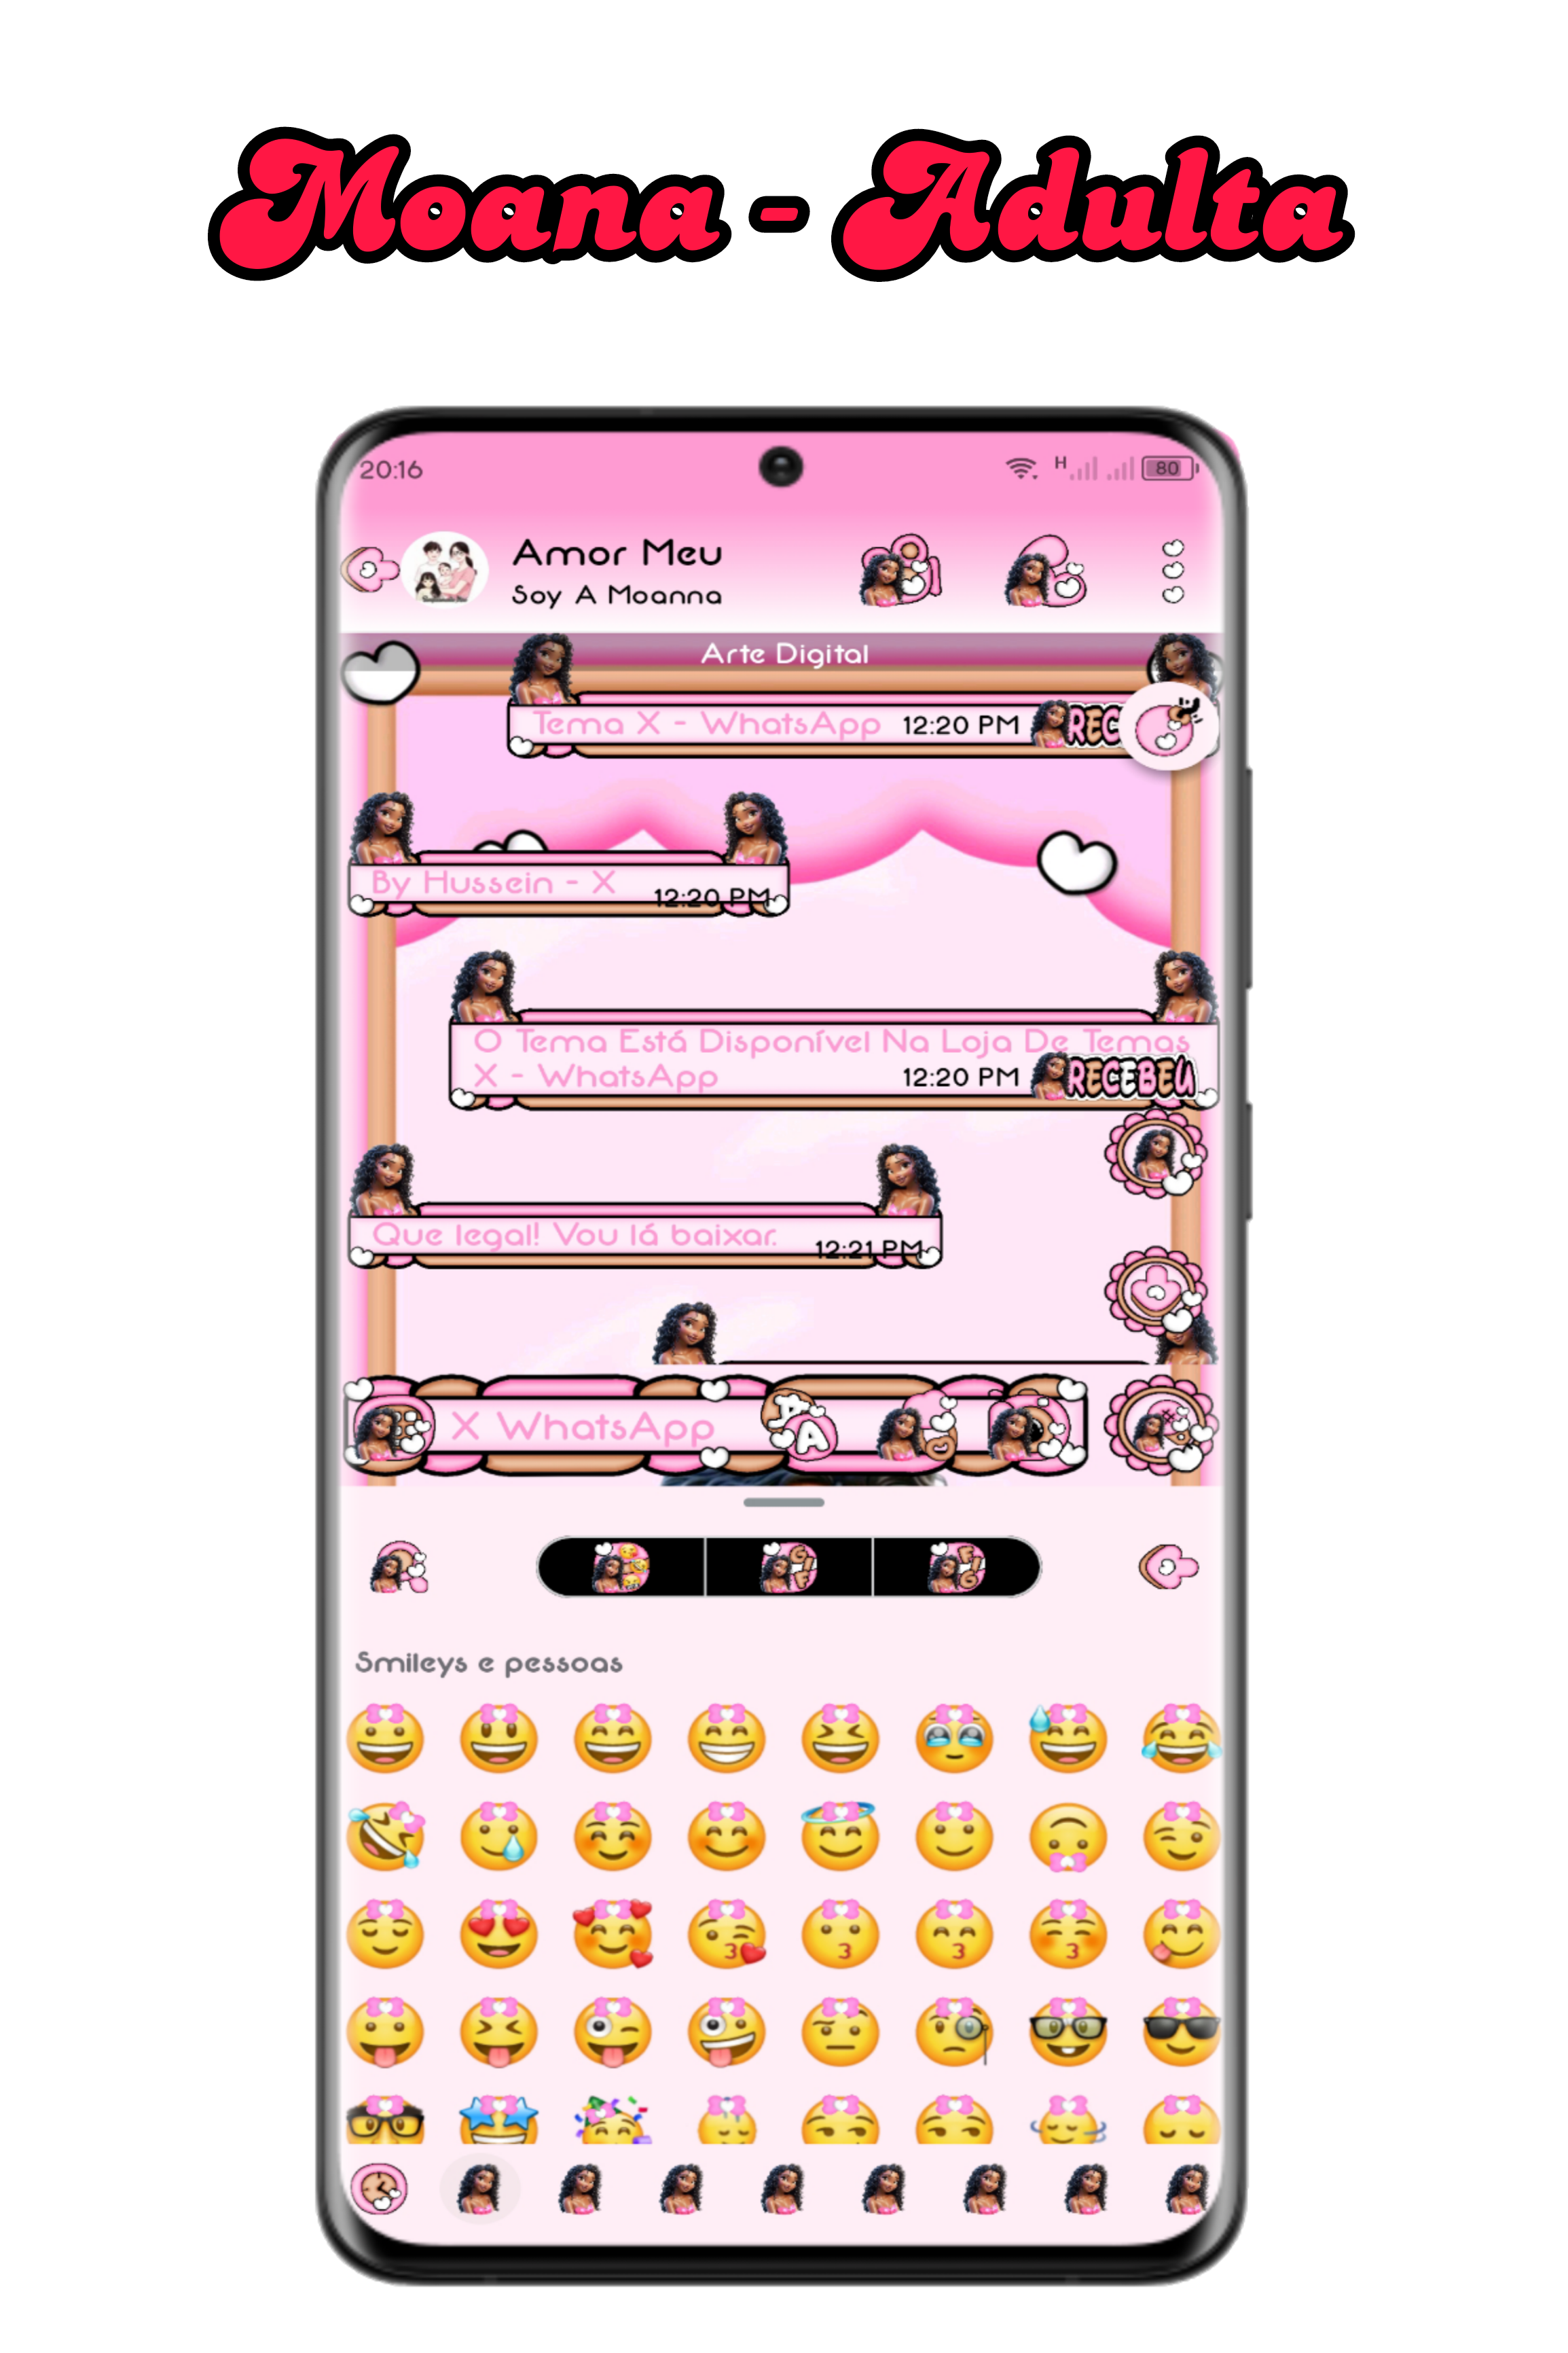 Moana - Adulta
20:16
H
80
Amor Meu
Soy A Moanna
Arte Digital
Tema X - WhatsApp 12:20 PM REC
By Hussein - X 12:20 PM
O Tema Está Disponível Na Loja De Temas
X - WhatsApp 12:20 PM RECEBEU
Que legal! Vou lá baixar. 12:21 PM
X WhatsApp A A
GIF FIG
Smileys e pessoas